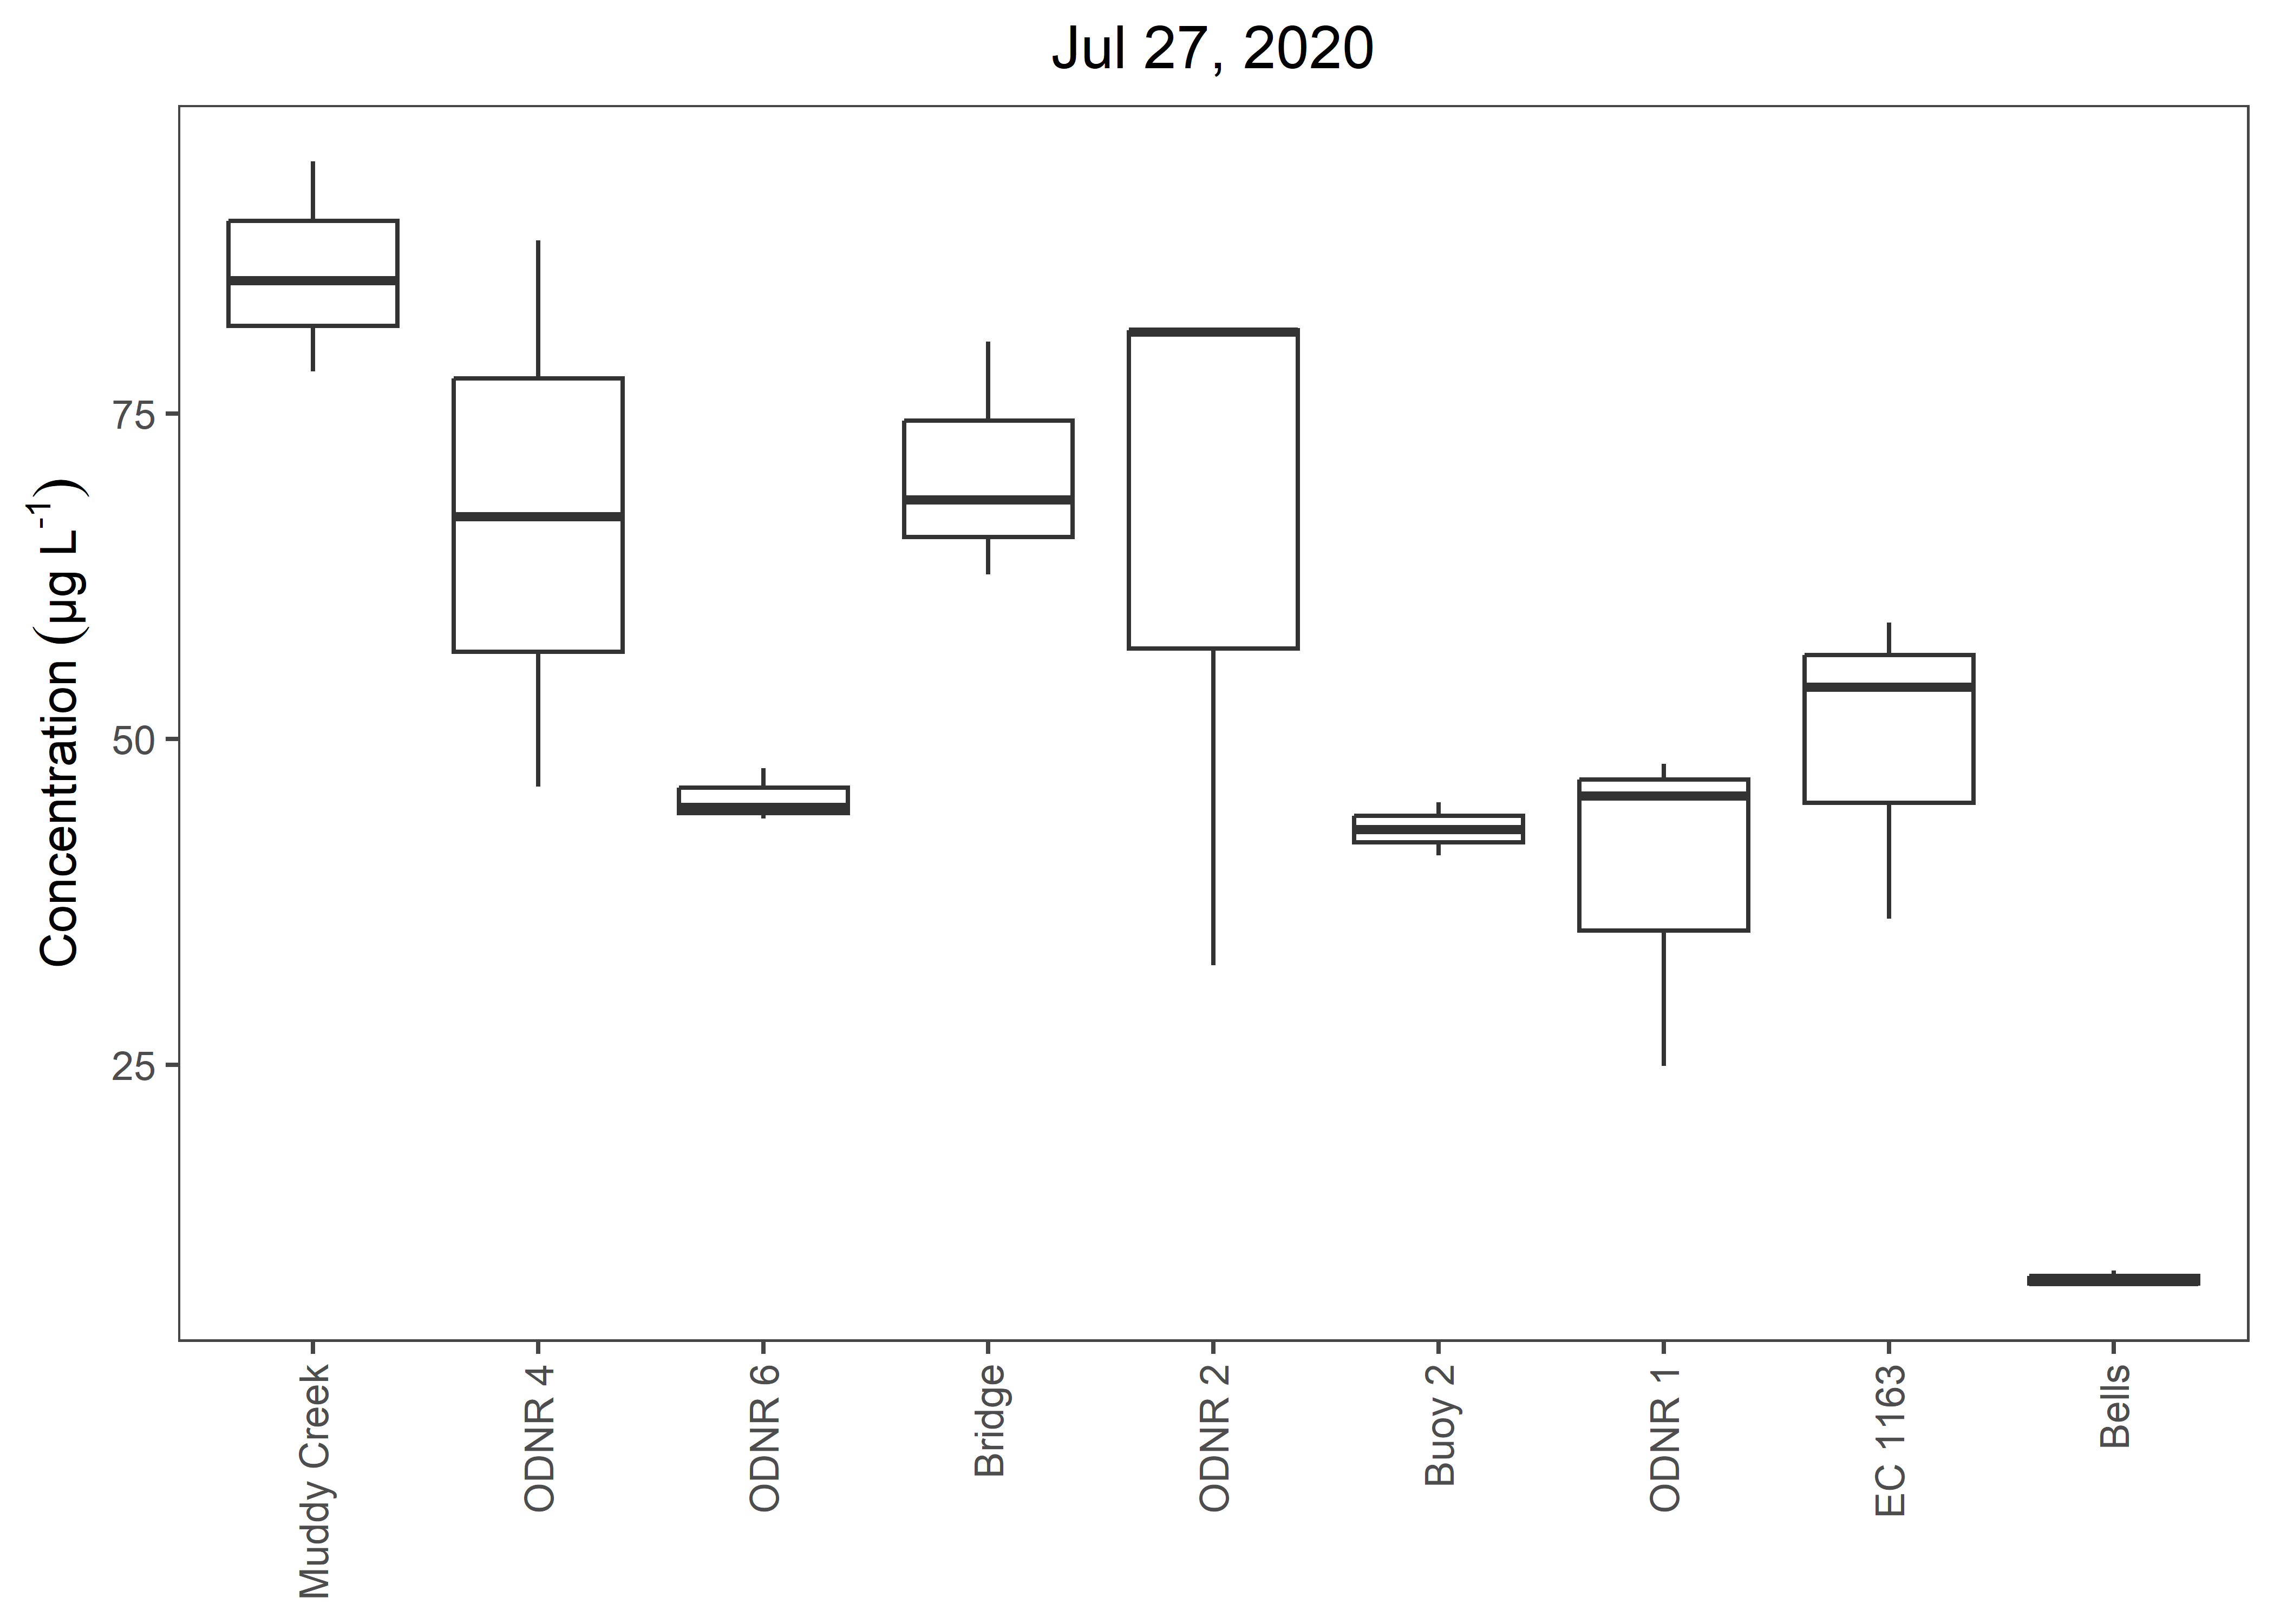 Jul 27, 2020
Concentration (µg L⁻¹)
75
50
25
Muddy Creek
ODNR 4
ODNR 6
Bridge
ODNR 2
Buoy 2
ODNR 1
EC 1163
Bells